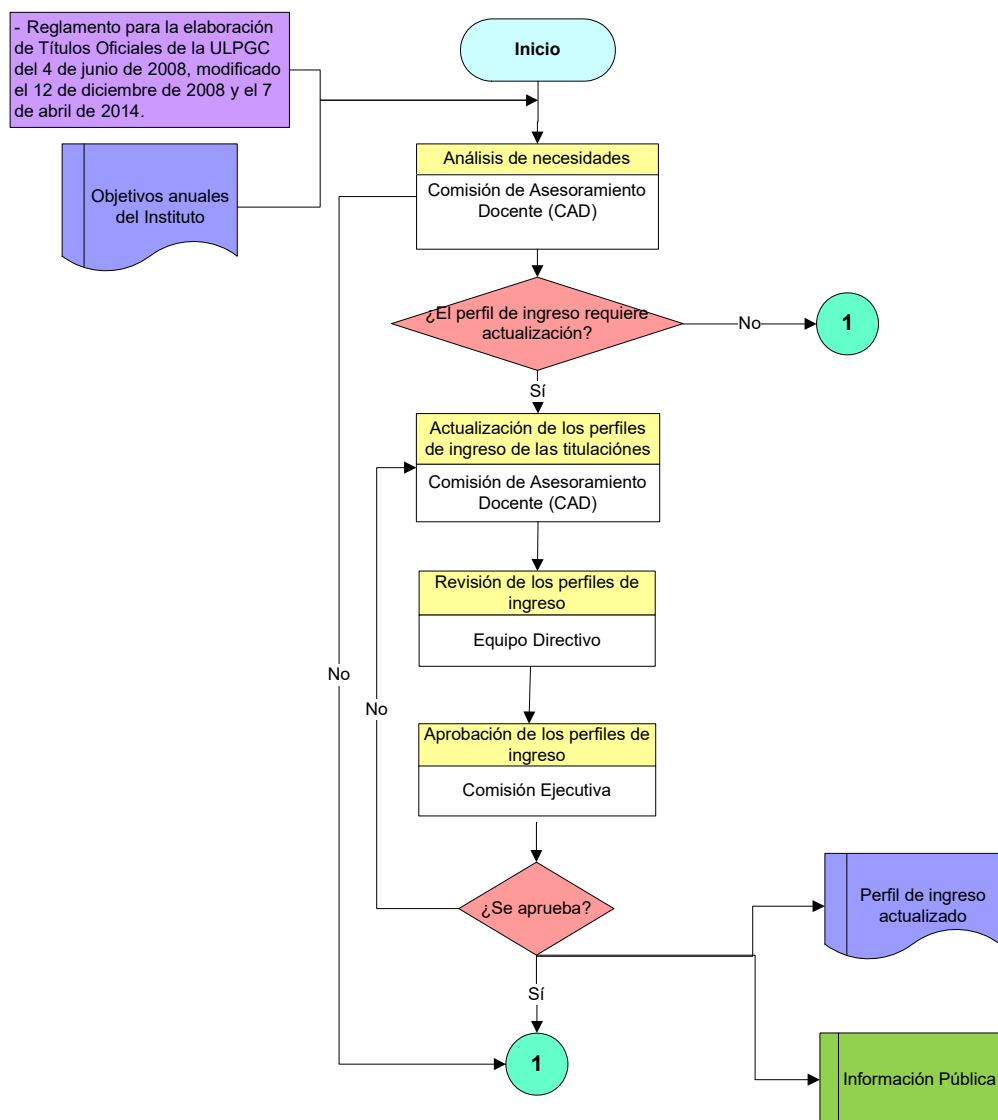 - Reglamento para la elaboración
de Títulos Oficiales de la ULPGC
del 4 de junio de 2008, modificado
el 12 de diciembre de 2008 y el 7
de abril de 2014.
Inicio
Objetivos anuales
del Instituto
Análisis de necesidades
Comisión de Asesoramiento
Docente (CAD)
¿El perfil de ingreso requiere
actualización?
No
1
Sí
Actualización de los perfiles
de ingreso de las titulaciónes
Comisión de Asesoramiento
Docente (CAD)
Revisión de los perfiles de
ingreso
Equipo Directivo
No
No
Aprobación de los perfiles de
ingreso
Comisión Ejecutiva
¿Se aprueba?
Perfil de ingreso
actualizado
Sí
1
Información Pública